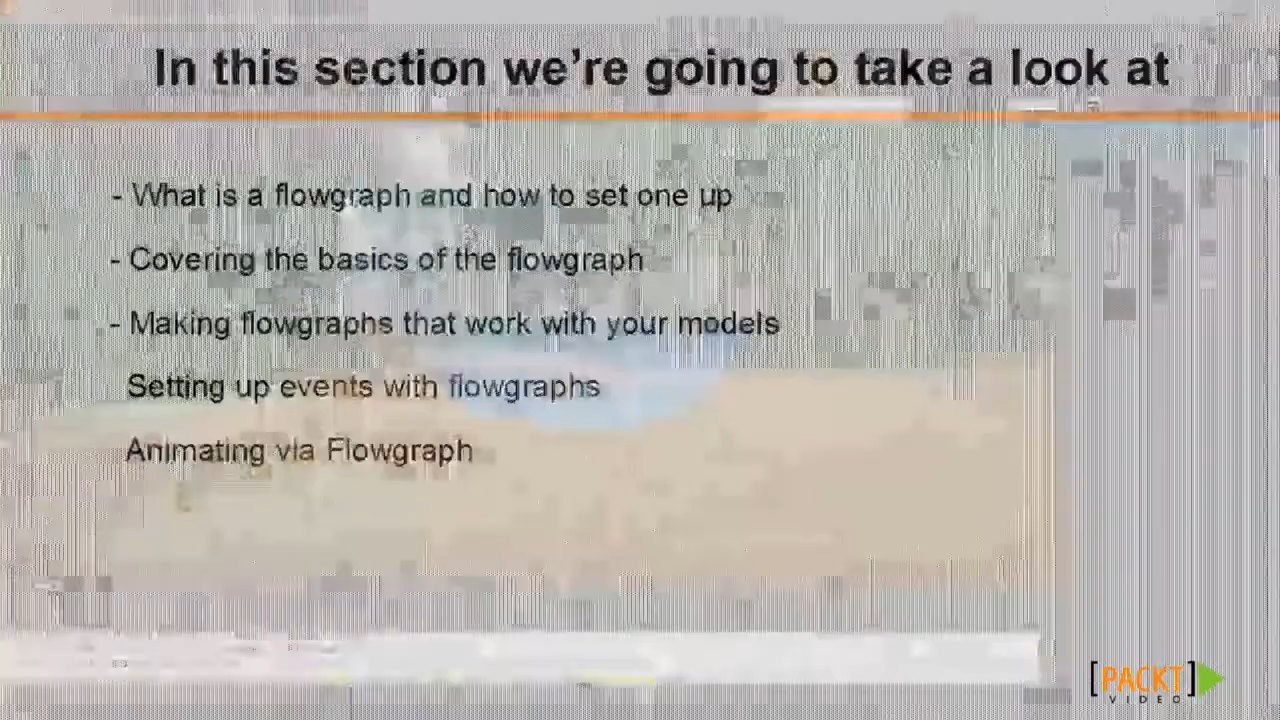 In this section we're going to take a look at
- What is a flowgraph and how to set one up
- Covering the basics of the flowgraph
- Making flowgraphs that work with your models
Setting up events with flowgraphs
Animating via Flowgraph
[PACKT]
VIDEO